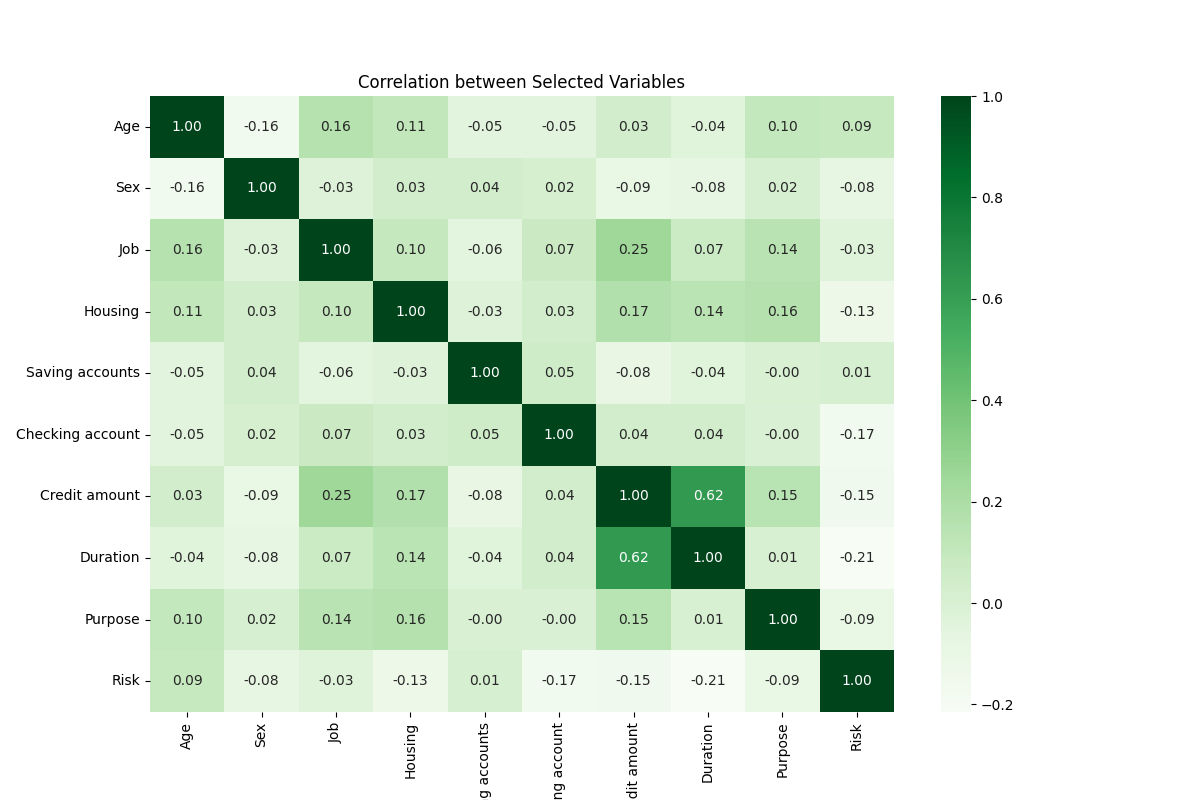 Correlation between Selected Variables
Age 1.00 -0.16 0.16 0.11 -0.05 -0.05 0.03 -0.04 0.10 0.09
Sex -0.16 1.00 -0.03 0.03 0.04 0.02 -0.09 -0.08 0.02 -0.08
Job 0.16 -0.03 1.00 0.10 -0.06 0.07 0.25 0.07 0.14 -0.03
Housing 0.11 0.03 0.10 1.00 -0.03 0.03 0.17 0.14 0.16 -0.13
Saving accounts -0.05 0.04 -0.06 -0.03 1.00 0.05 -0.08 -0.04 -0.00 0.01
Checking account -0.05 0.02 0.07 0.03 0.05 1.00 0.04 0.04 -0.00 -0.17
Credit amount 0.03 -0.09 0.25 0.17 -0.08 0.04 1.00 0.62 0.15 -0.15
Duration -0.04 -0.08 0.07 0.14 -0.04 0.04 0.62 1.00 0.01 -0.21
Purpose 0.10 0.02 0.14 0.16 -0.00 -0.00 0.15 0.01 1.00 -0.09
Risk 0.09 -0.08 -0.03 -0.13 0.01 -0.17 -0.15 -0.21 -0.09 1.00
Age
Sex
Job
Housing
g accounts
ng account
dit amount
Duration
Purpose
Risk
1.0
0.8
0.6
0.4
0.2
0.0
−0.2